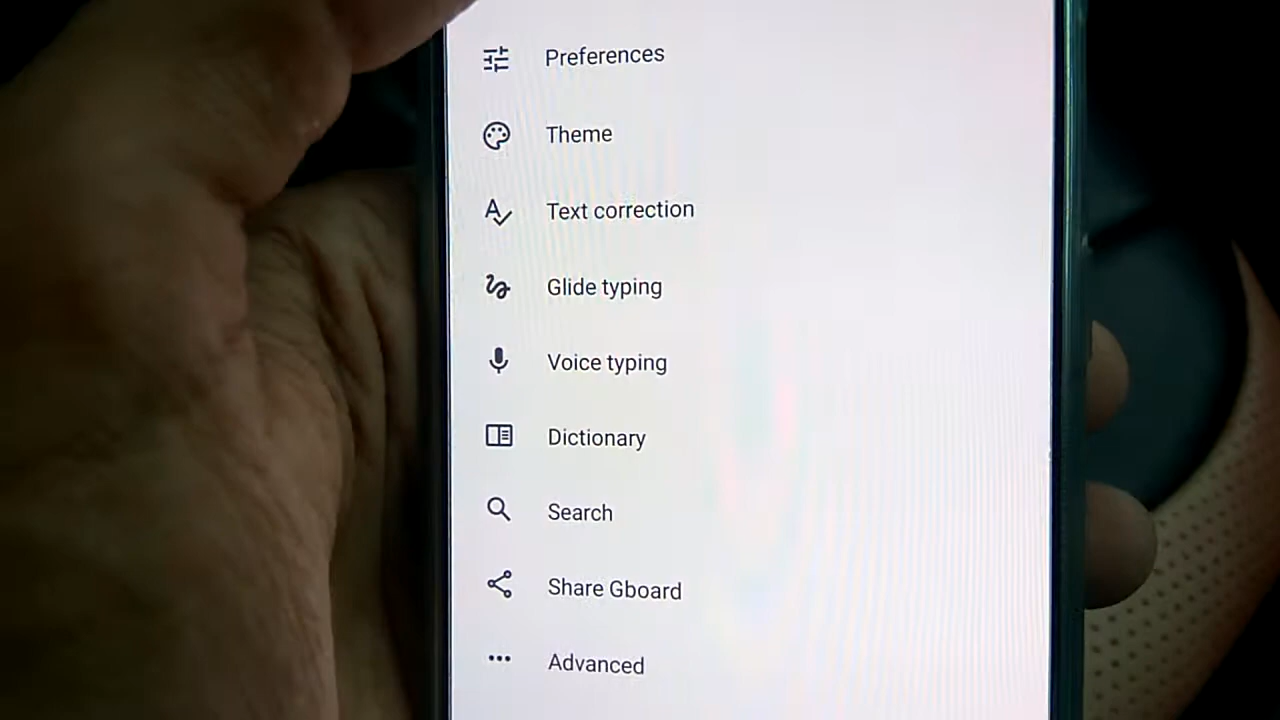 Preferences
Theme
Text correction
Glide typing
Voice typing
Dictionary
Search
Share Gboard
Advanced